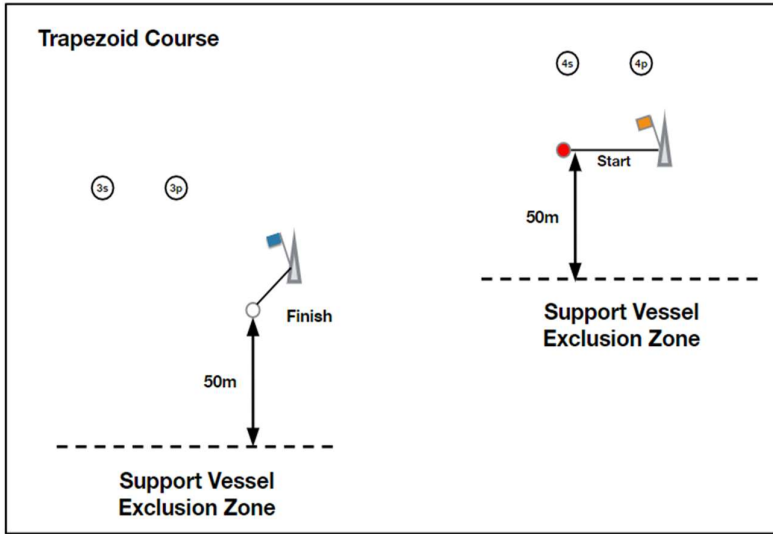 Trapezoid Course
4s
4p
Start
50m
Support Vessel
Exclusion Zone
3s
3p
Finish
50m
Support Vessel
Exclusion Zone